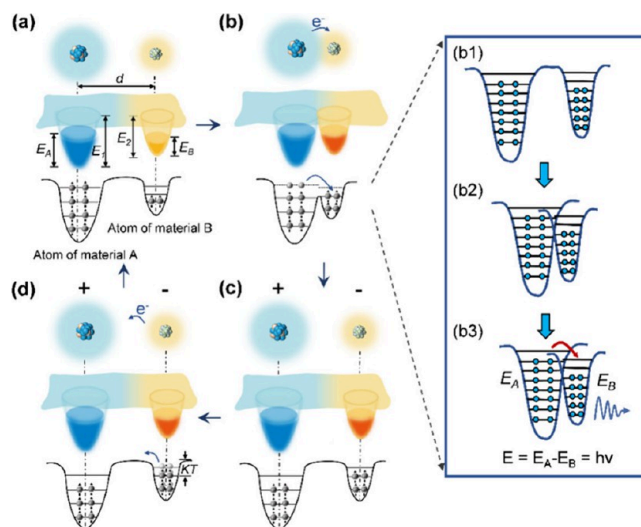 (a)
d
E_A
E_1
E_2
E_B
Atom of material A
Atom of material B
(b)
e-
(b1)
(b2)
(b3)
E_A
E_B
E = E_A-E_B = hν
(d)
+
-
e-
KT
(c)
+
-